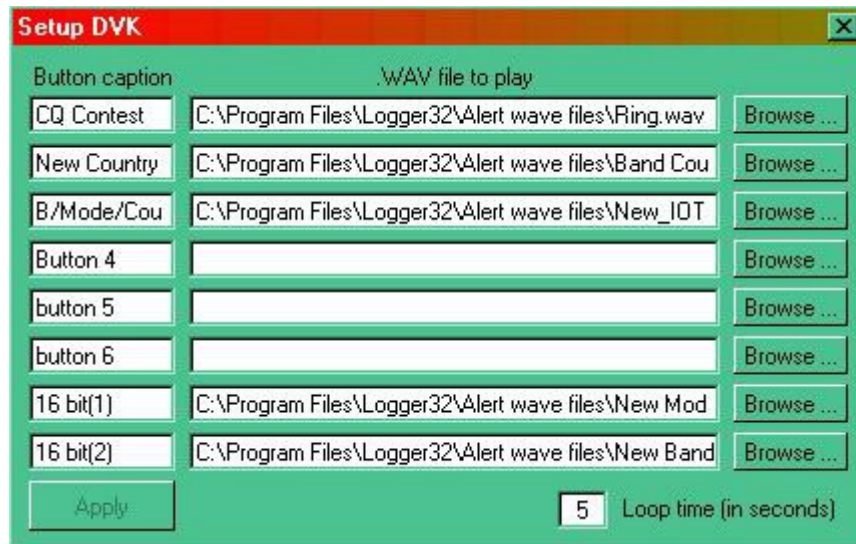 Setup DVK
Button caption .WAV file to play
CQ Contest C:\Program Files\Logger32\Alert wave files\Ring.wav Browse ...
New Country C:\Program Files\Logger32\Alert wave files\Band Cou Browse ...
B/Mode/Cou C:\Program Files\Logger32\Alert wave files\New_IOT Browse ...
Button 4 Browse ...
button 5 Browse ...
button 6 Browse ...
16 bit(1) C:\Program Files\Logger32\Alert wave files\New Mod Browse ...
16 bit(2) C:\Program Files\Logger32\Alert wave files\New Band Browse ...
Apply 5 Loop time (in seconds)